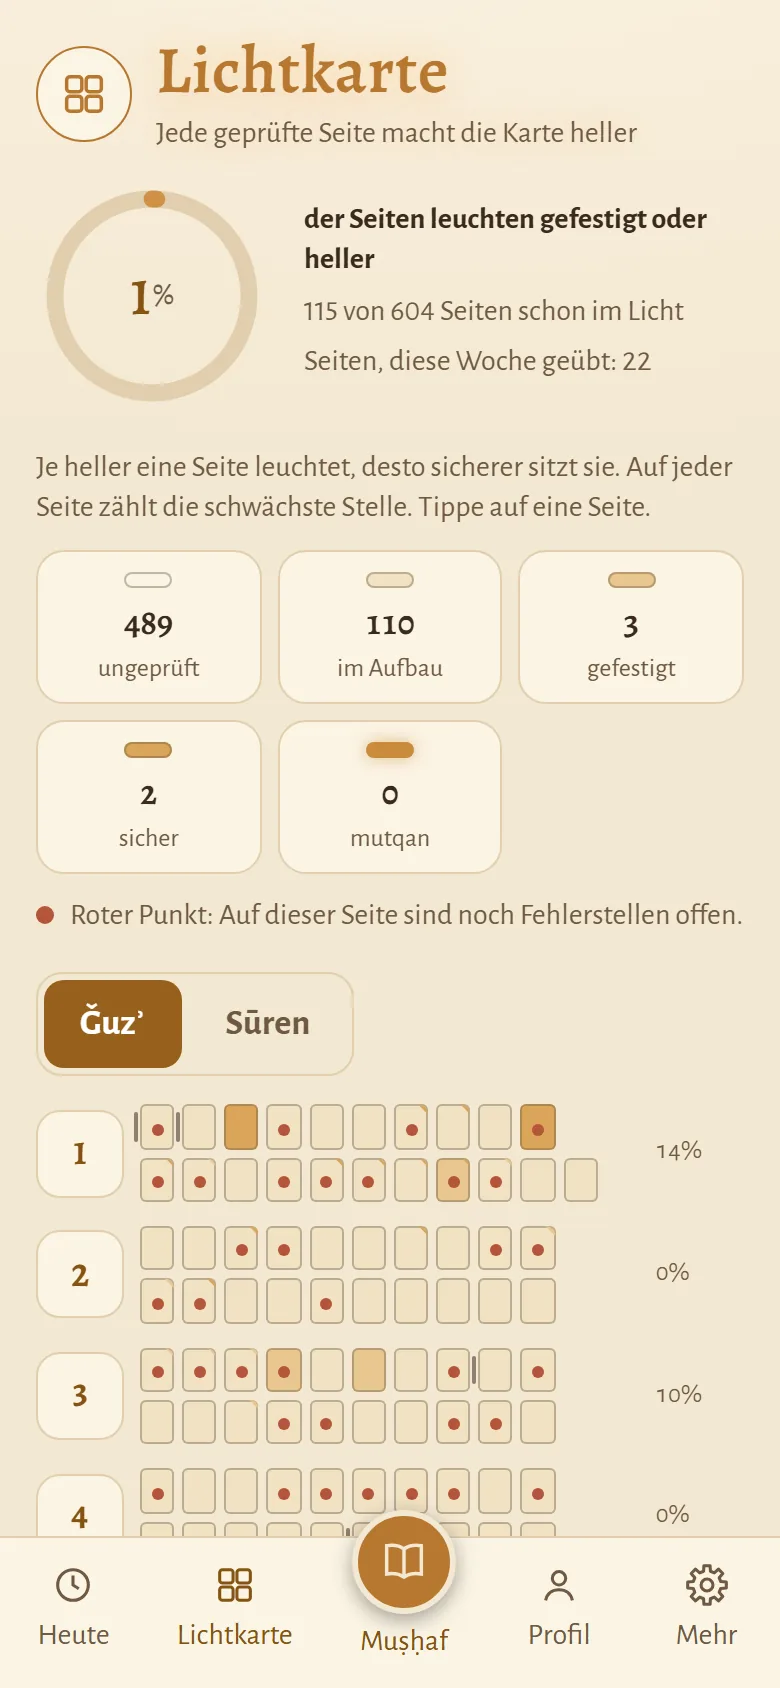 Lichtkarte
Jede geprüfte Seite macht die Karte heller
1%
der Seiten leuchten gefestigt oder
heller
115 von 604 Seiten schon im Licht
Seiten, diese Woche geübt: 22
Je heller eine Seite leuchtet, desto sicherer sitzt sie. Auf jeder
Seite zählt die schwächste Stelle. Tippe auf eine Seite.
489
ungeprüft
110
im Aufbau
3
gefestigt
2
sicher
0
mutqan
Roter Punkt: Auf dieser Seite sind noch Fehlerstellen offen.
Ǧuzʾ
Sūren
1
14%
2
0%
3
10%
4
0%
Heute
Lichtkarte
Muṣḥaf
Profil
Mehr